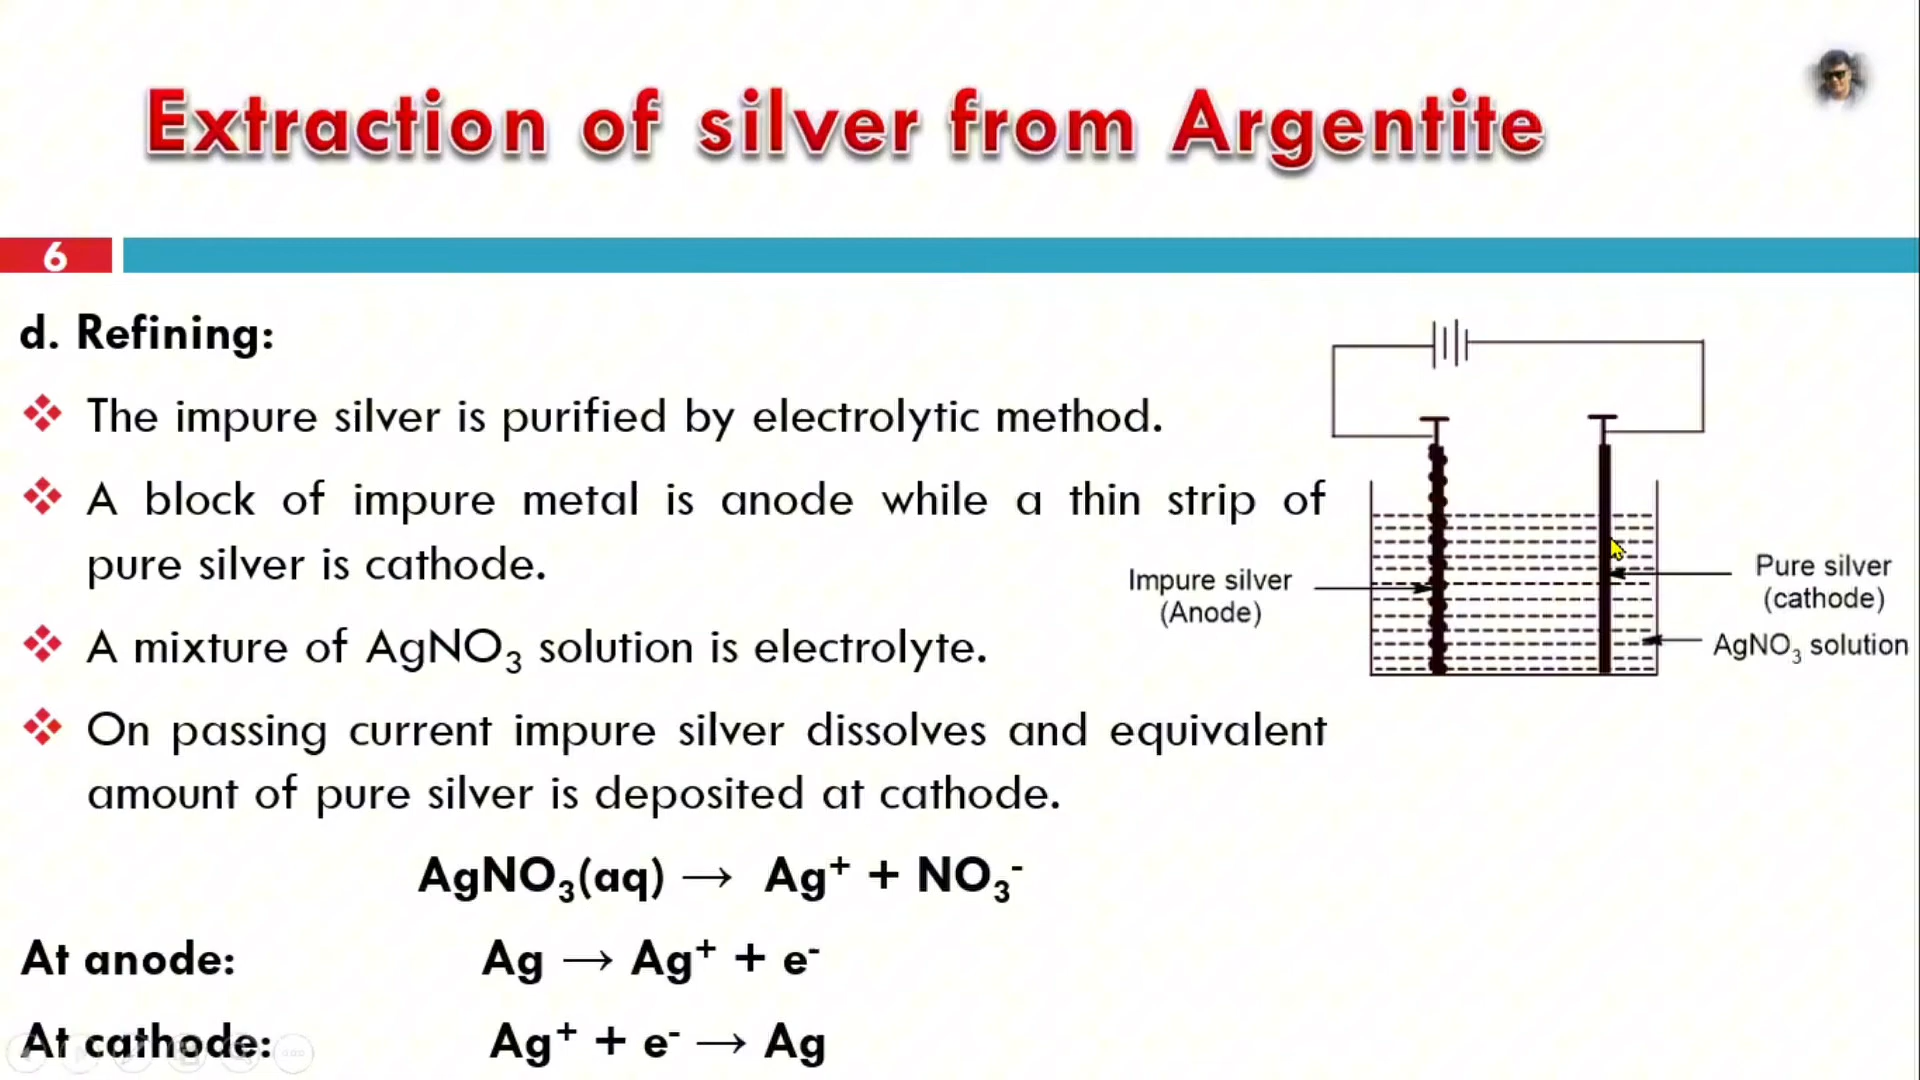 Extraction of silver from Argentite
6
d. Refining:
❖ The impure silver is purified by electrolytic method.
❖ A block of impure metal is anode while a thin strip of
pure silver is cathode.
❖ A mixture of AgNO₃ solution is electrolyte.
❖ On passing current impure silver dissolves and equivalent
amount of pure silver is deposited at cathode.
AgNO₃(aq) → Ag⁺ + NO₃⁻
At anode: Ag → Ag⁺ + e⁻
At cathode: Ag⁺ + e⁻ → Ag
Impure silver
(Anode)
Pure silver
(cathode)
AgNO₃ solution